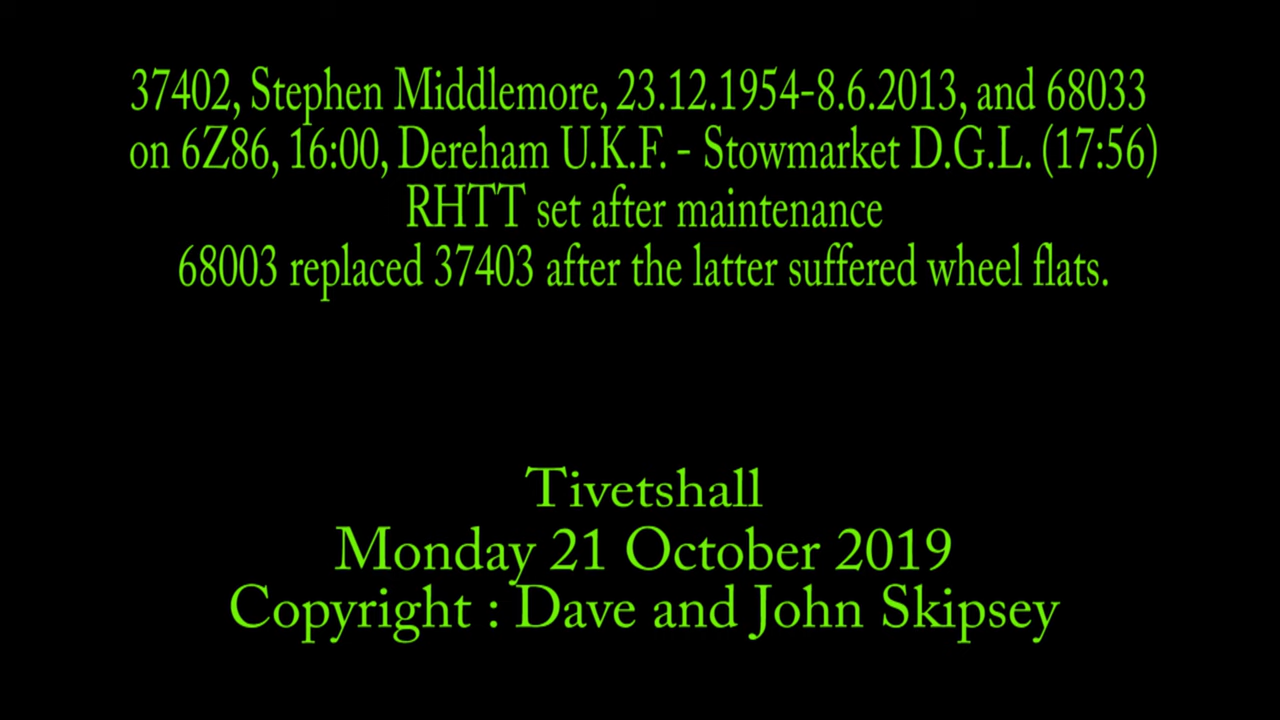 37402, Stephen Middlemore, 23.12.1954-8.6.2013, and 68033
on 6Z86, 16:00, Dereham U.K.F. - Stowmarket D.G.L. (17:56)
RHTT set after maintenance
68003 replaced 37403 after the latter suffered wheel flats.
Tivetshall
Monday 21 October 2019
Copyright : Dave and John Skipsey